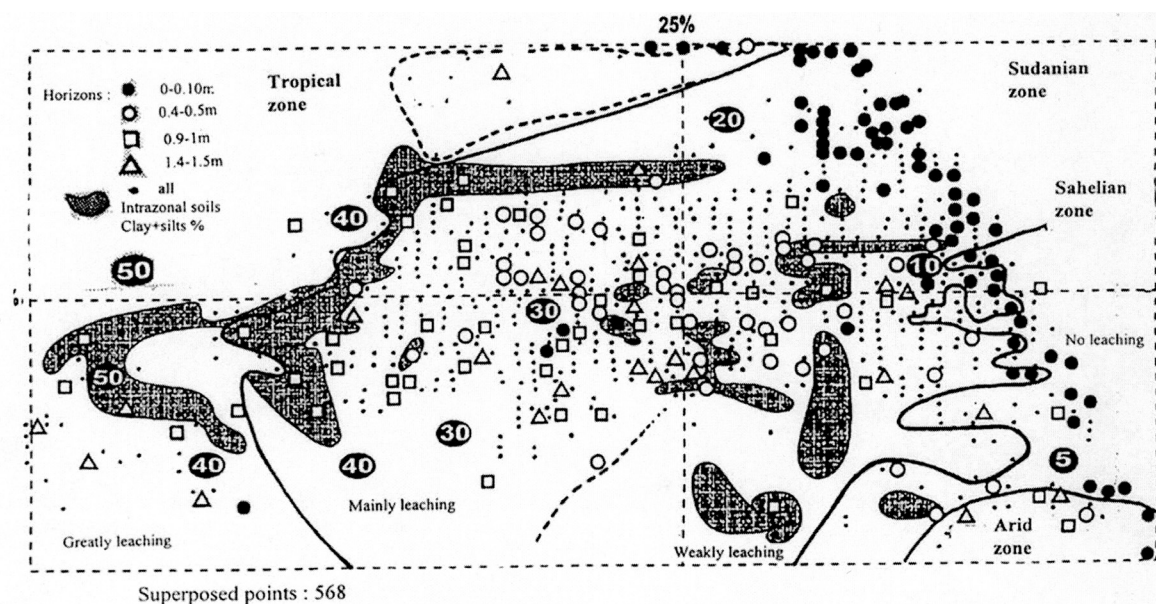 25%
Tropical
zone
Sudanian
zone
Horizons :
0-0.10m
0.4-0.5m
0.9-1m
1.4-1.5m
all
Intrazonal soils
Clay+silts %
20
Sahelian
zone
40
50
10
30
No leaching
50
30
40
40
5
Mainly leaching
Greatly leaching
Weakly leaching
Arid
zone
Superposed points : 568